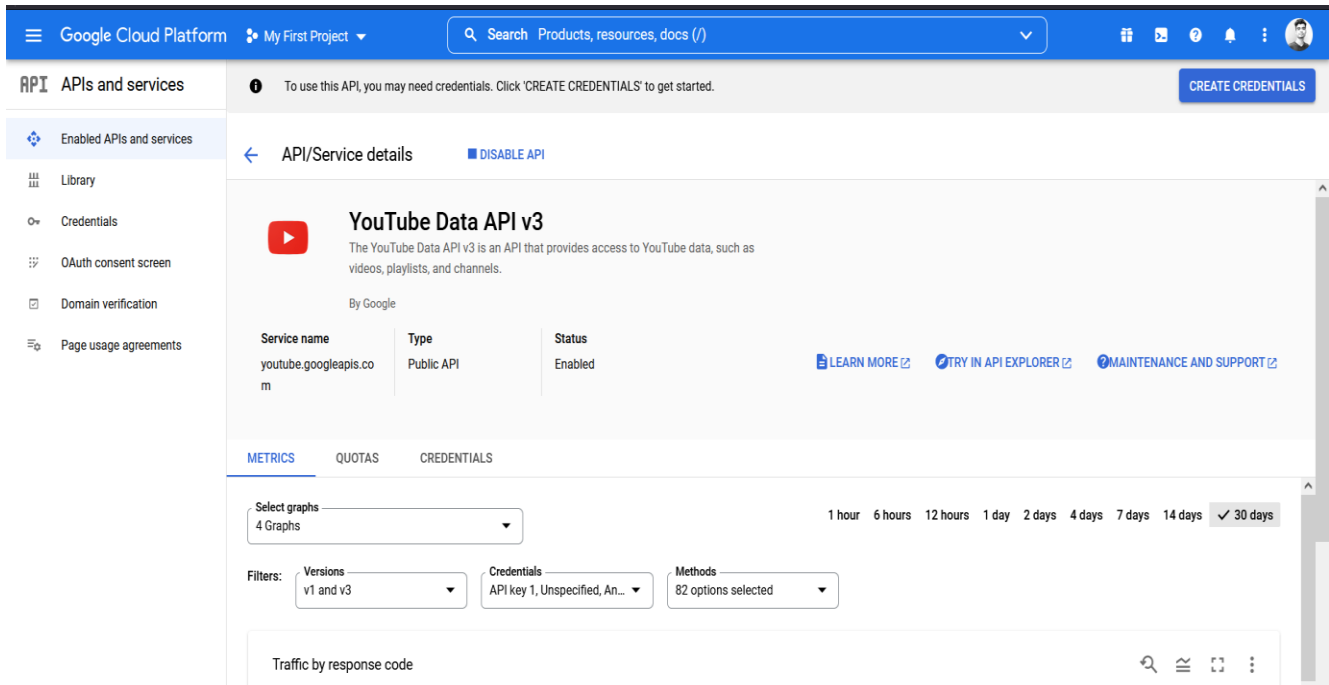 Google Cloud Platform My First Project Search Products, resources, docs (/)
API APIs and services
To use this API, you may need credentials. Click 'CREATE CREDENTIALS' to get started.
CREATE CREDENTIALS
Enabled APIs and services
Library
Credentials
OAuth consent screen
Domain verification
Page usage agreements
API/Service details DISABLE API
YouTube Data API v3
The YouTube Data API v3 is an API that provides access to YouTube data, such as
videos, playlists, and channels.
By Google
Service name Type Status
youtube.googleapis.co Public API Enabled
m
LEARN MORE TRY IN API EXPLORER MAINTENANCE AND SUPPORT
METRICS QUOTAS CREDENTIALS
Select graphs
4 Graphs
1 hour 6 hours 12 hours 1 day 2 days 4 days 7 days 14 days 30 days
Filters:
Versions
v1 and v3
Credentials
API key 1, Unspecified, An...
Methods
82 options selected
Traffic by response code